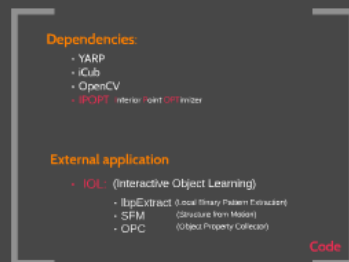 Dependencies:
- YARP
- iCub
- OpenCV
- IPOPT Interior Point OPTimizer
External application
- IOL: (Interactive Object Learning)
- lbpExtract (Local Binary Pattern Extraction)
- SFM (Structure from Motion)
- OPC (Object Property Collector)
Code